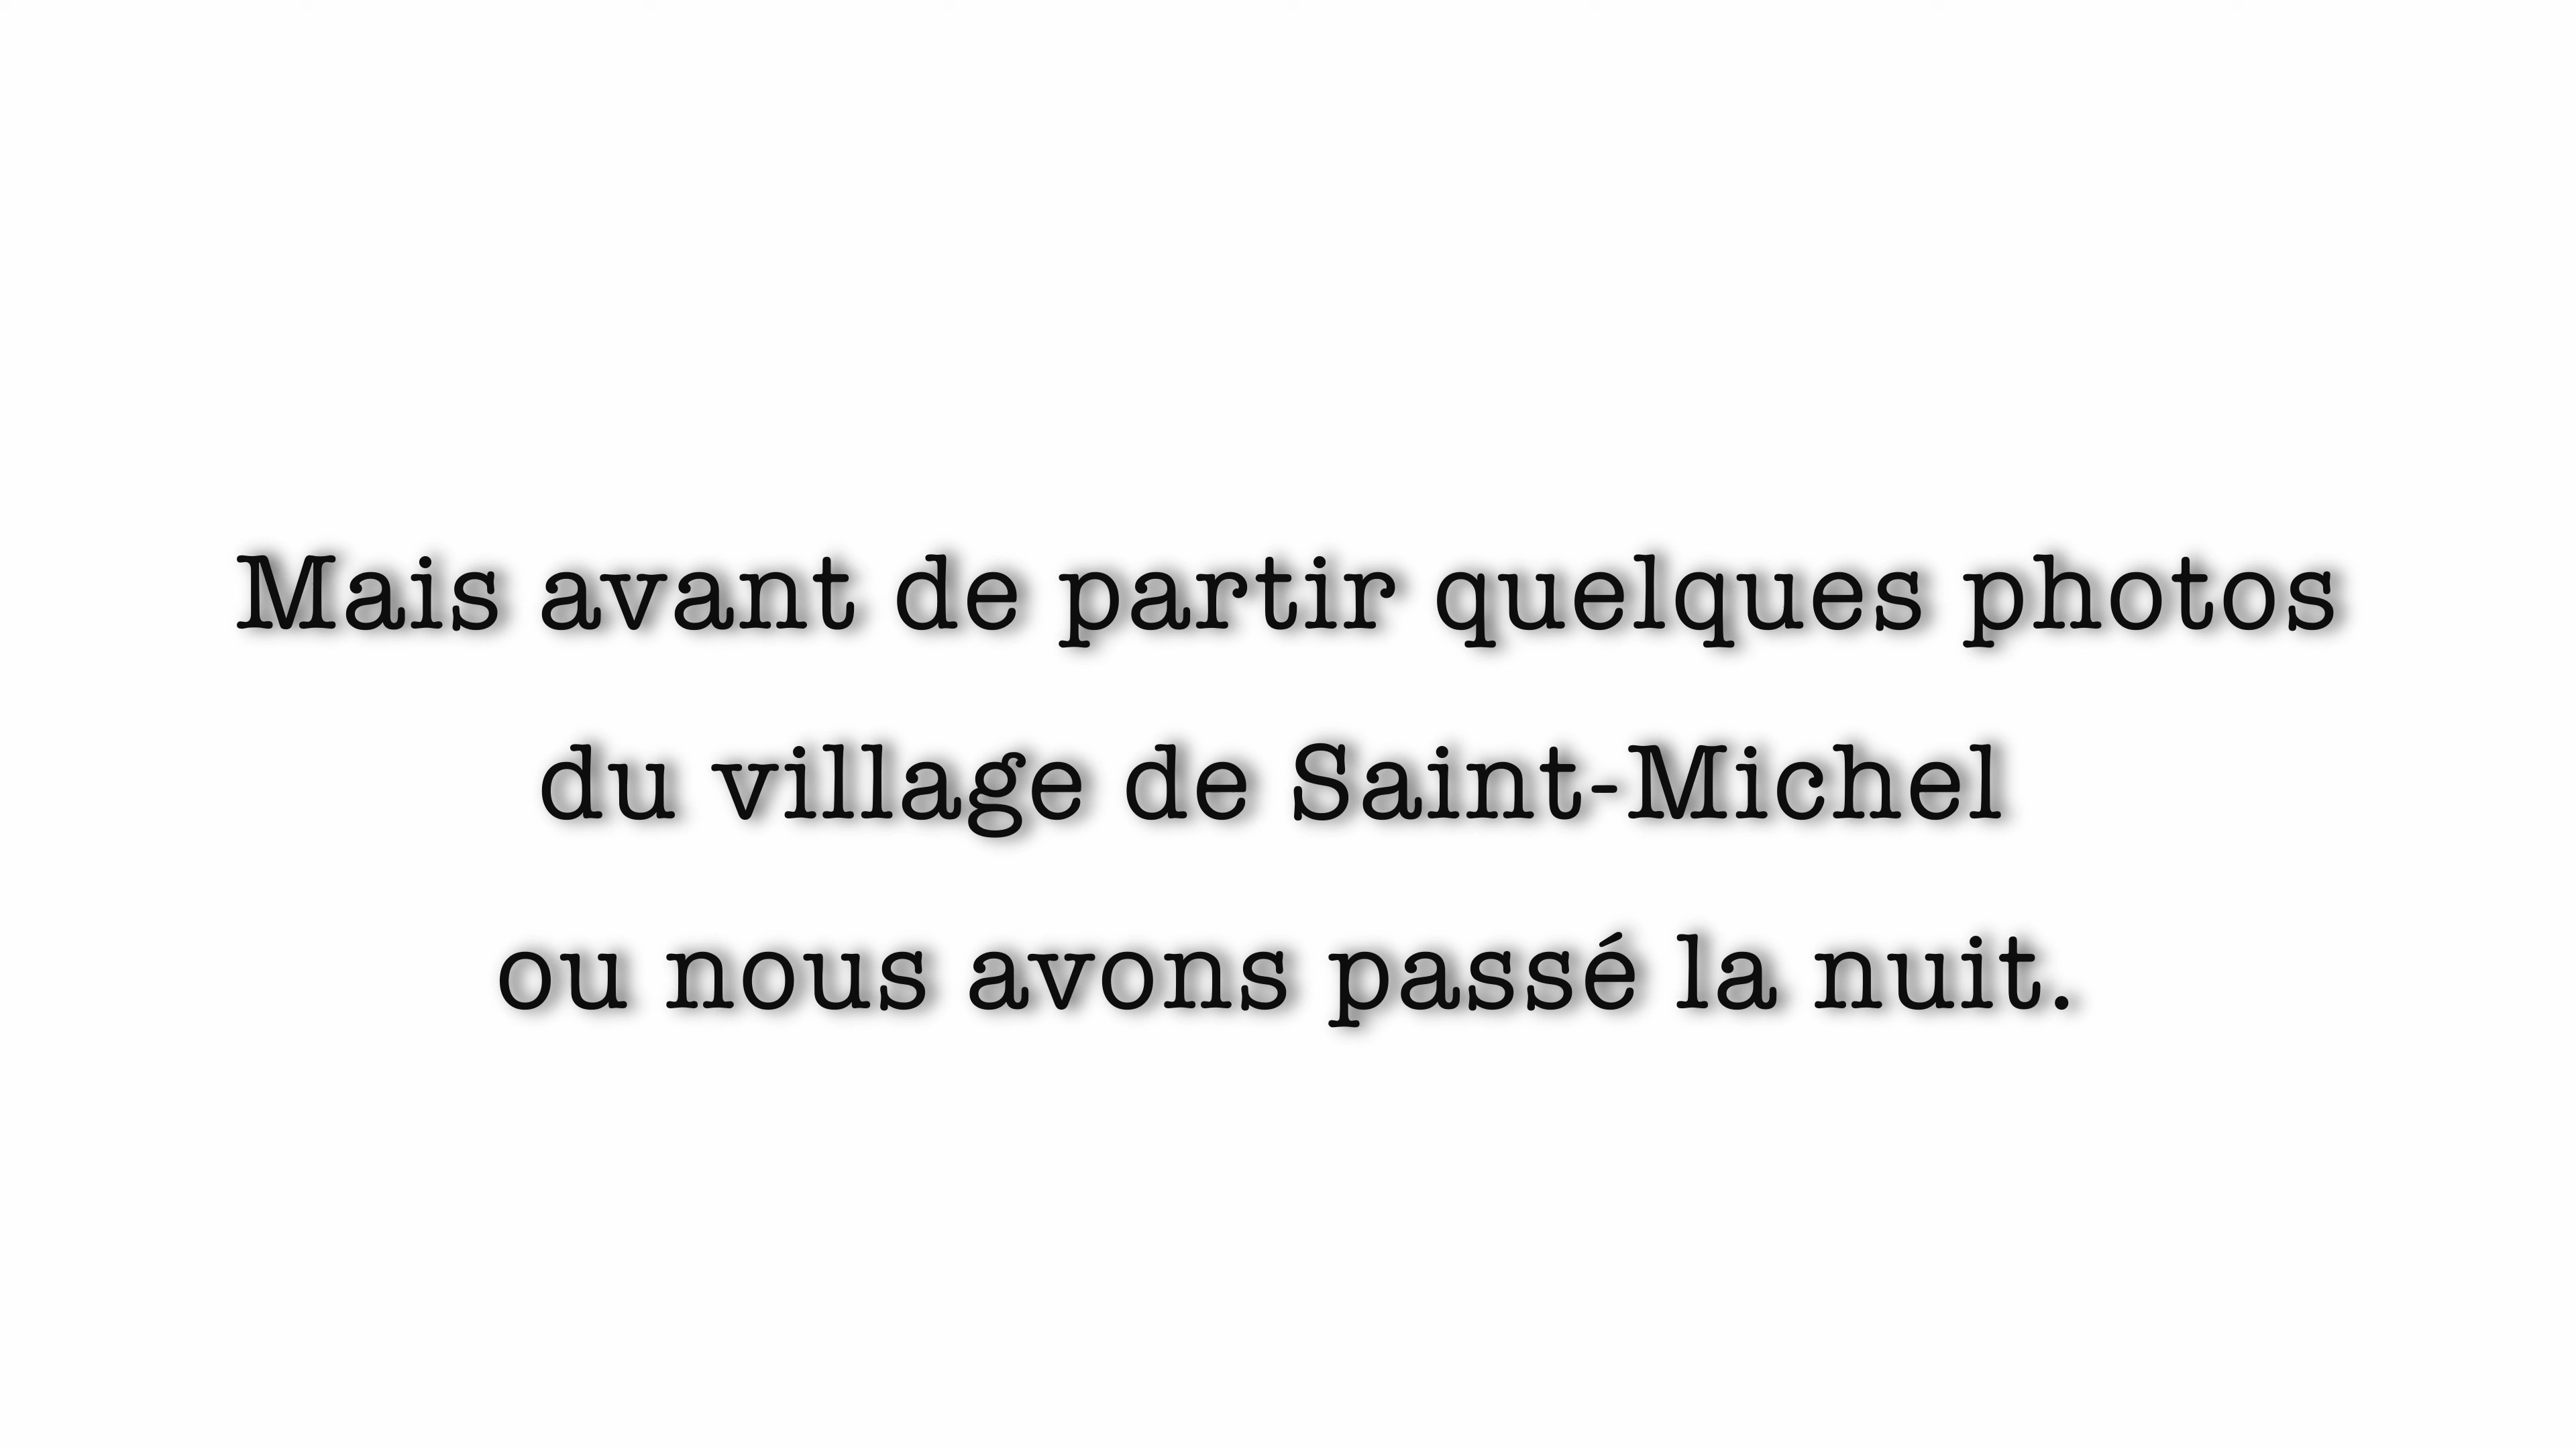 Mais avant de partir quelques photos
du village de Saint-Michel
ou nous avons passé la nuit.